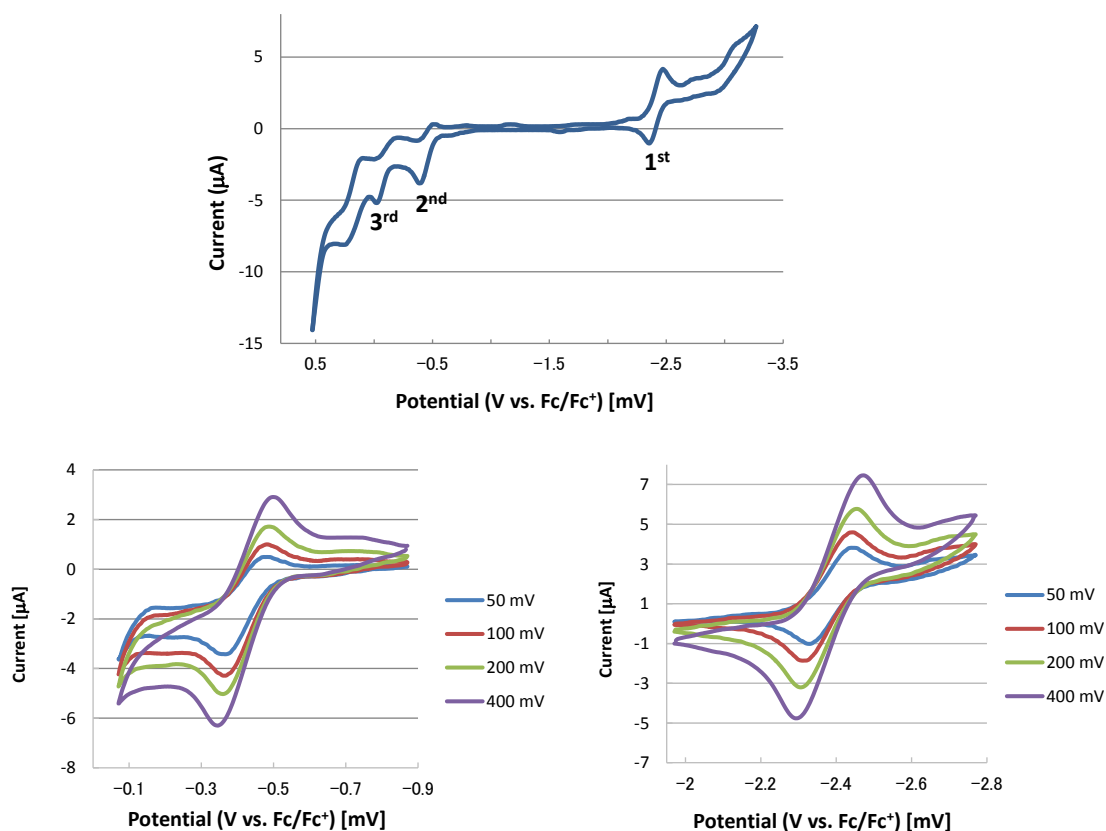 5
0
-5
-10
-15
Current (µA)
1st
2nd
3rd
0.5 −0.5 −1.5 −2.5 −3.5
Potential (V vs. Fc/Fc+) [mV]
4
2
0
-2
-4
-6
-8
Current [µA]
50 mV
100 mV
200 mV
400 mV
−0.1 −0.3 −0.5 −0.7 −0.9
Potential (V vs. Fc/Fc+) [mV]
7
5
3
1
-1
-3
-5
-7
Current [µA]
50 mV
100 mV
200 mV
400 mV
−2 −2.2 −2.4 −2.6 −2.8
Potential (V vs. Fc/Fc+) [mV]